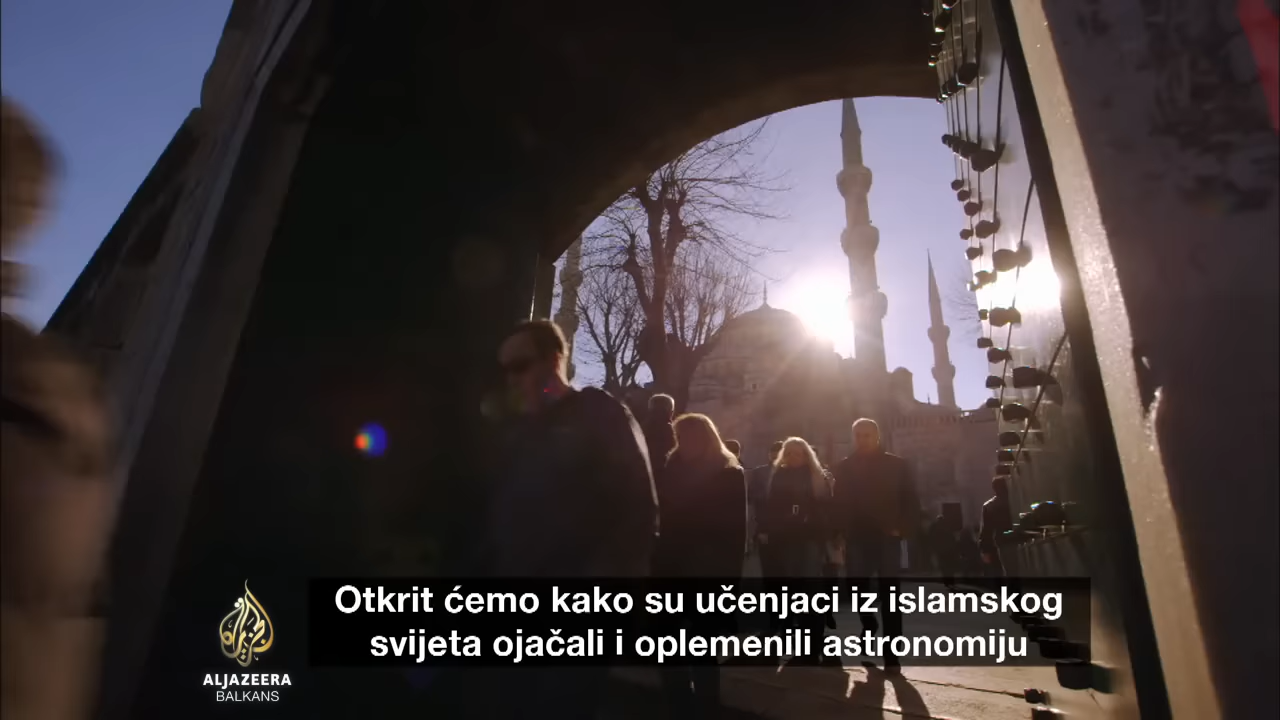 Otkrit ćemo kako su učenjaci iz islamskog
svijeta ojačali i oplemenili astronomiju
ALJAZEERA
BALKANS